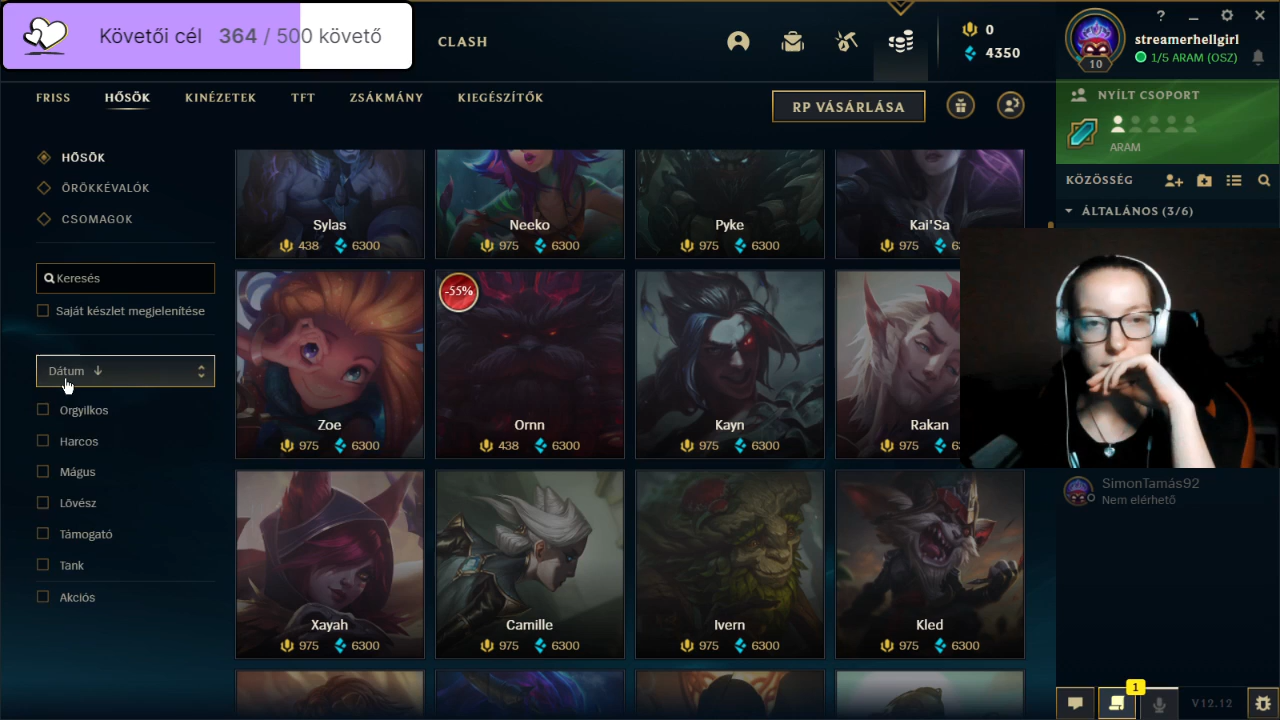 Követői cél 364 / 500 követő
CLASH
0
4350
?
streamerhellgirl
1/5 ARAM (OSZ)
10
FRISS
HŐSÖK
KINÉZETEK
TFT
ZSÁKMÁNY
KIEGÉSZÍTŐK
RP VÁSÁRLÁSA
NYÍLT CSOPORT
ARAM
KÖZÖSSÉG
ÁLTALÁNOS (3/6)
HŐSÖK
ÖRÖKKÉVALÓK
CSOMAGOK
Keresés
Saját készlet megjelenítése
Dátum ↓
Orgyilkos
Harcos
Mágus
Lövész
Támogató
Tank
Akciós
Sylas
438 6300
Neeko
975 6300
Pyke
975 6300
Kai'Sa
975 6
Zoe
975 6300
-55%
Ornn
438 6300
Kayn
975 6300
Rakan
975 6
Xayah
975 6300
Camille
975 6300
Ivern
975 6300
Kled
975 6300
SimonTamás92
Nem elérhető
1
V12.12